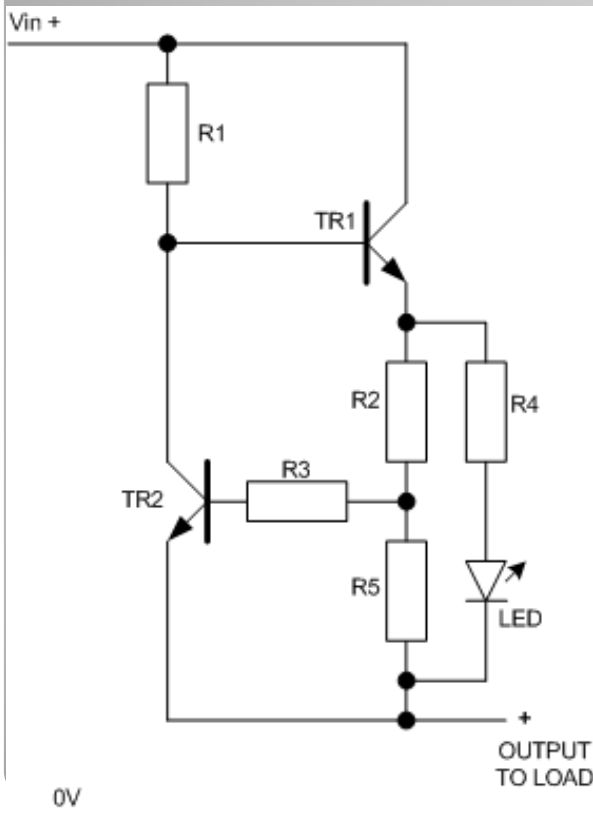 Vin +
R1
TR1
R2
R4
R3
TR2
R5
LED
+
OUTPUT
TO LOAD
0V